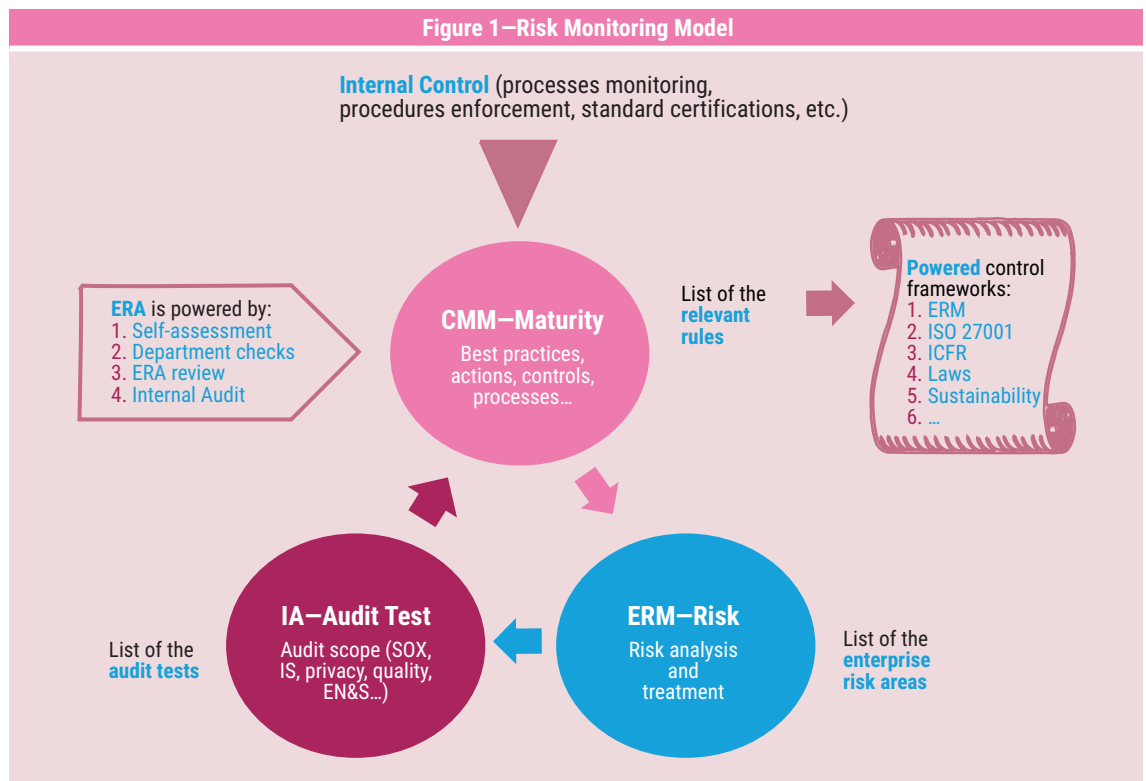 Figure 1—Risk Monitoring Model
Internal Control (processes monitoring,
procedures enforcement, standard certifications, etc.)
ERA is powered by:
1. Self-assessment
2. Department checks
3. ERA review
4. Internal Audit
CMM—Maturity
Best practices,
actions, controls,
processes…
List of the
relevant
rules
Powered control
frameworks:
1. ERM
2. ISO 27001
3. ICFR
4. Laws
5. Sustainability
6. …
List of the
audit tests
IA—Audit Test
Audit scope (SOX,
IS, privacy, quality,
EN&S…)
ERM—Risk
Risk analysis
and
treatment
List of the
enterprise
risk areas